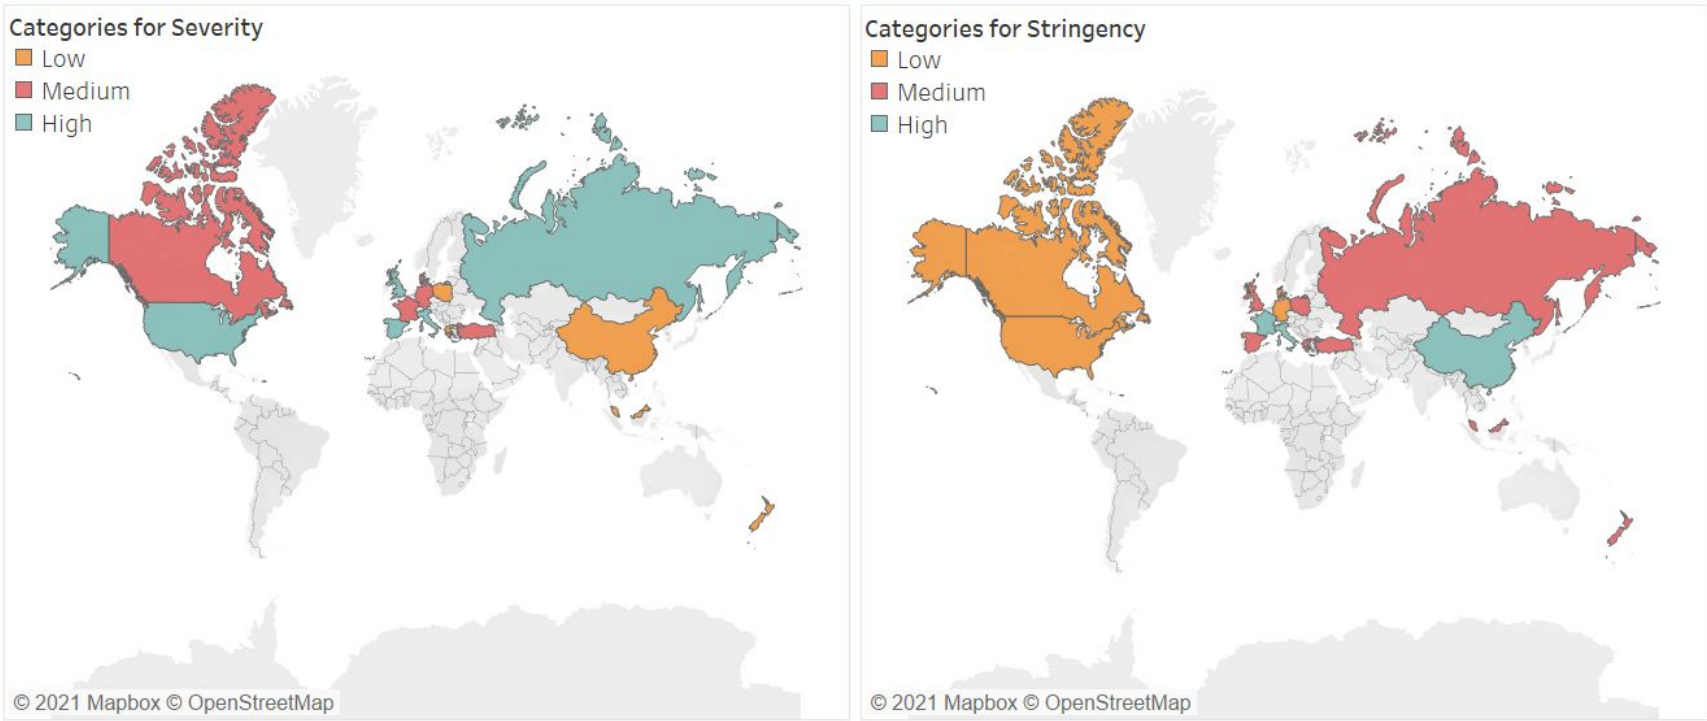 Categories for Severity
Low
Medium
High
© 2021 Mapbox © OpenStreetMap
Categories for Stringency
Low
Medium
High
© 2021 Mapbox © OpenStreetMap